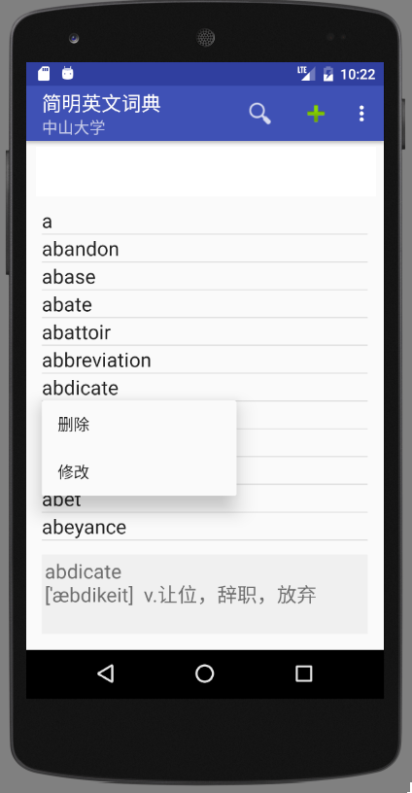 LTE 10:22
简明英文词典
中山大学
a
abandon
abase
abate
abattoir
abbreviation
abdicate
删除
修改
abet
abeyance
abdicate
['æbdikeit] v.让位，辞职，放弃